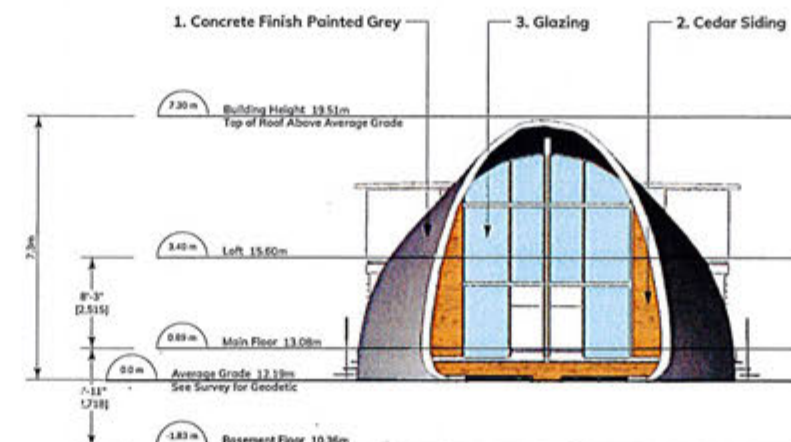 1. Concrete Finish Painted Grey
3. Glazing
2. Cedar Siding
7.30 m
Building Height 19.51m
Top of Roof Above Average Grade
7.3m
3.40 m
Loft 15.60m
8'-3"
[2,515]
0.89 m
Main Floor 13.08m
0.0 m
Average Grade 12.19m
See Survey for Geodetic
'-11"
,718]
-1.83 m
Basement Floor 10.36m